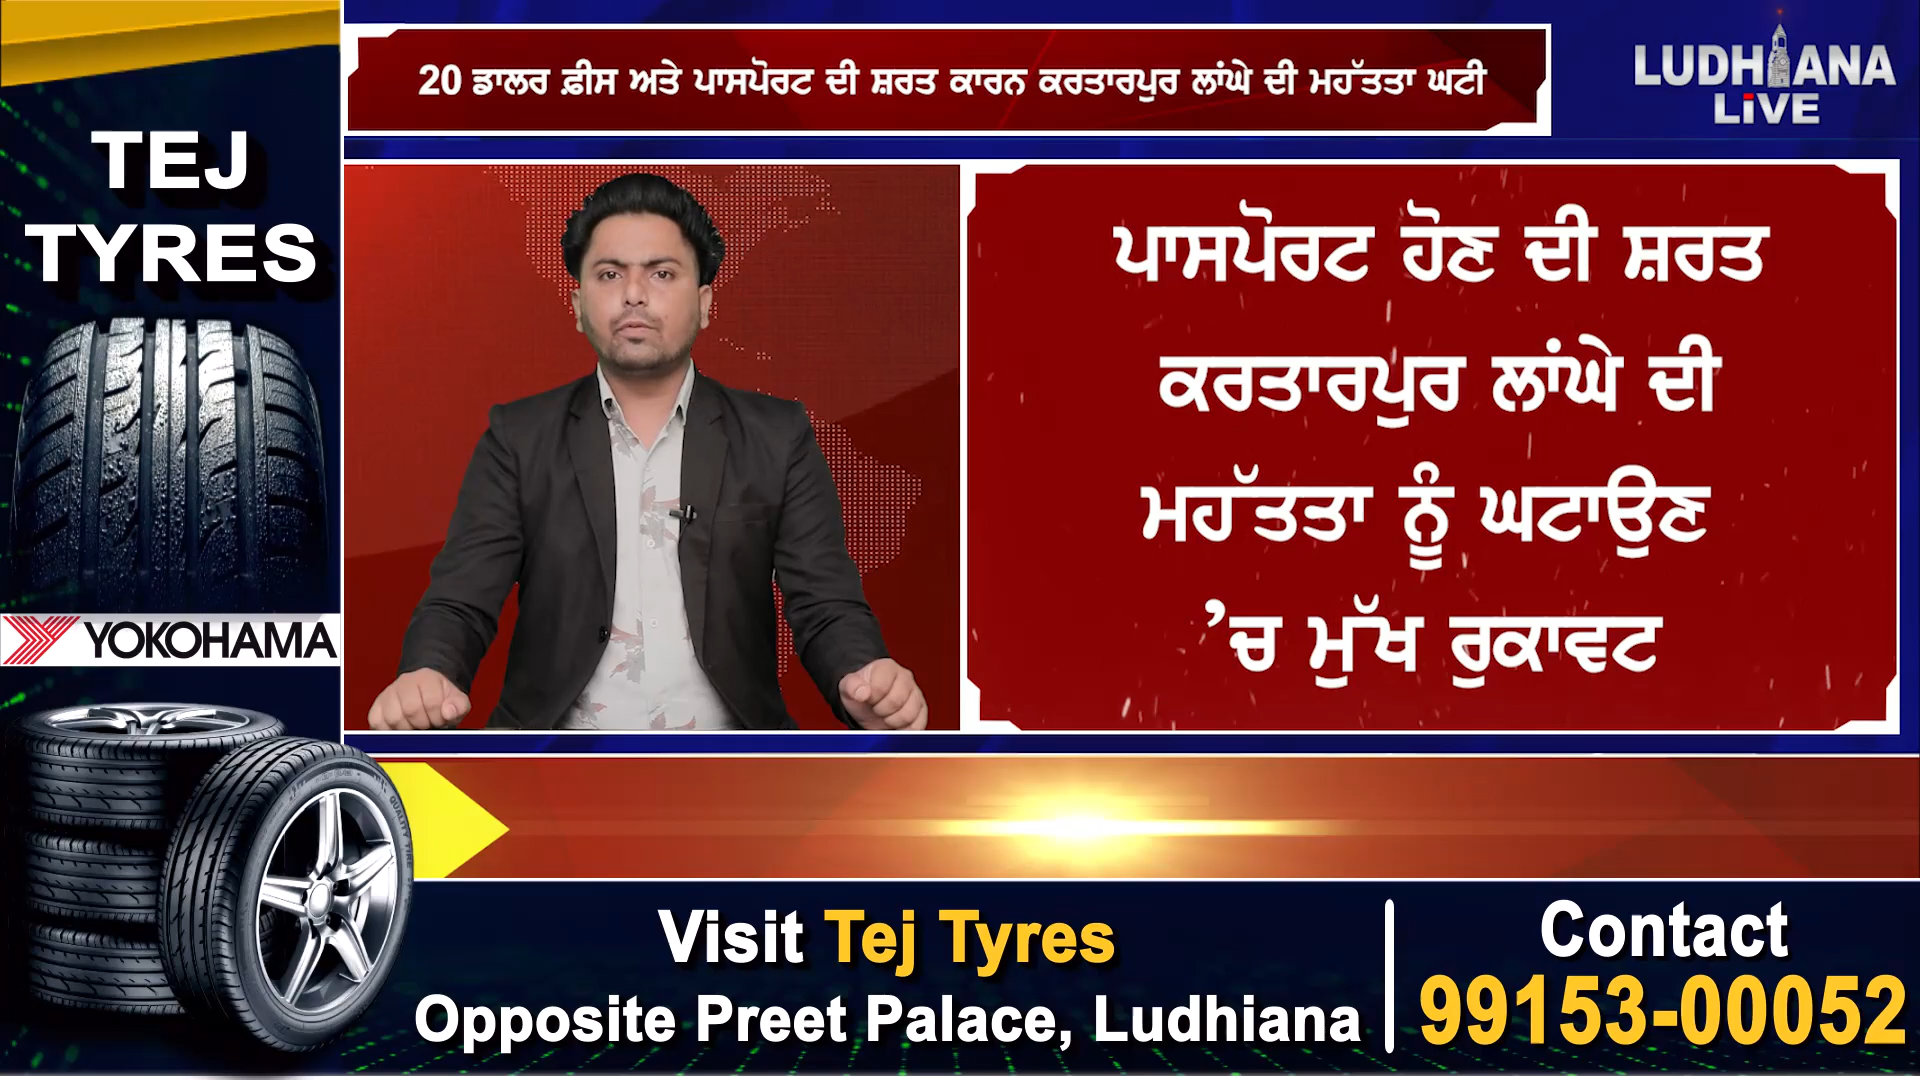 TEJ
TYRES
YOKOHAMA
20 ਡਾਲਰ ਫ਼ੀਸ ਅਤੇ ਪਾਸਪੋਰਟ ਦੀ ਸ਼ਰਤ ਕਾਰਨ ਕਰਤਾਰਪੁਰ ਲਾਂਘੇ ਦੀ ਮਹੱਤਤਾ ਘਟੀ
LUDHIANA
LiVE
ਪਾਸਪੋਰਟ ਹੋਣ ਦੀ ਸ਼ਰਤ
ਕਰਤਾਰਪੁਰ ਲਾਂਘੇ ਦੀ
ਮਹੱਤਤਾ ਨੂੰ ਘਟਾਉਣ
’ਚ ਮੁੱਖ ਰੁਕਾਵਟ
Visit Tej Tyres
Opposite Preet Palace, Ludhiana
Contact
99153-00052